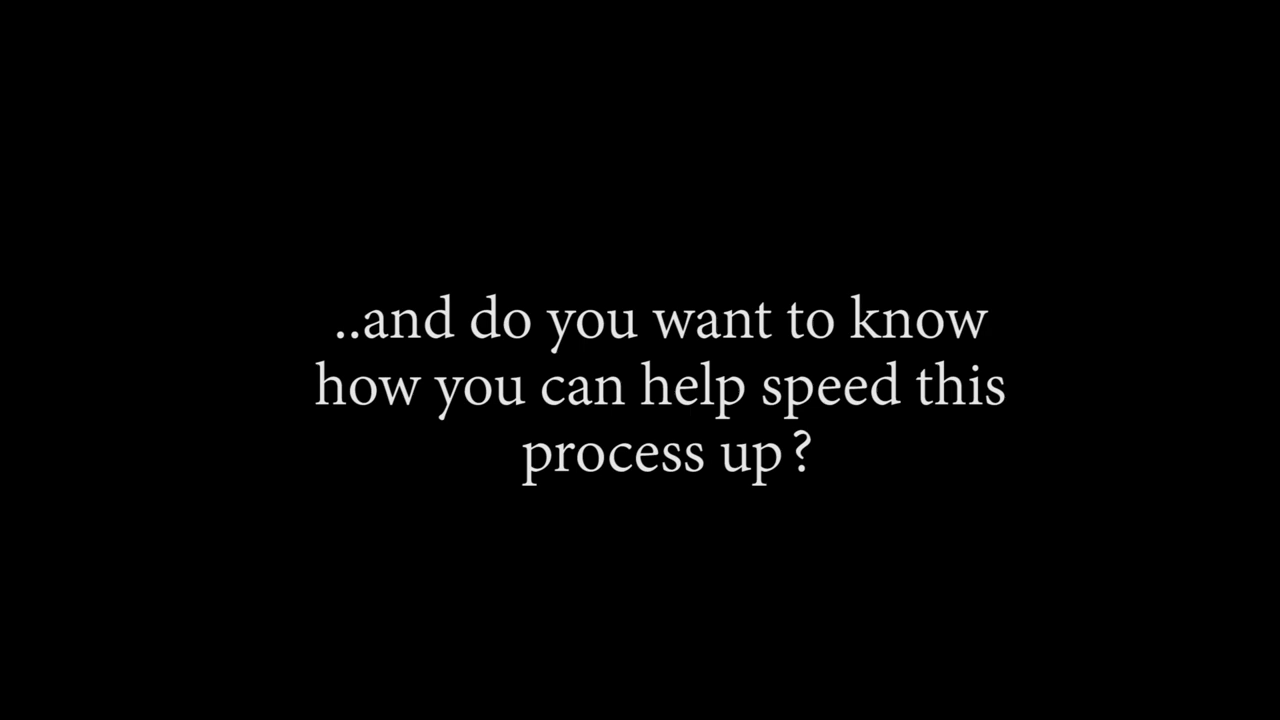 ..and do you want to know
how you can help speed this
process up?